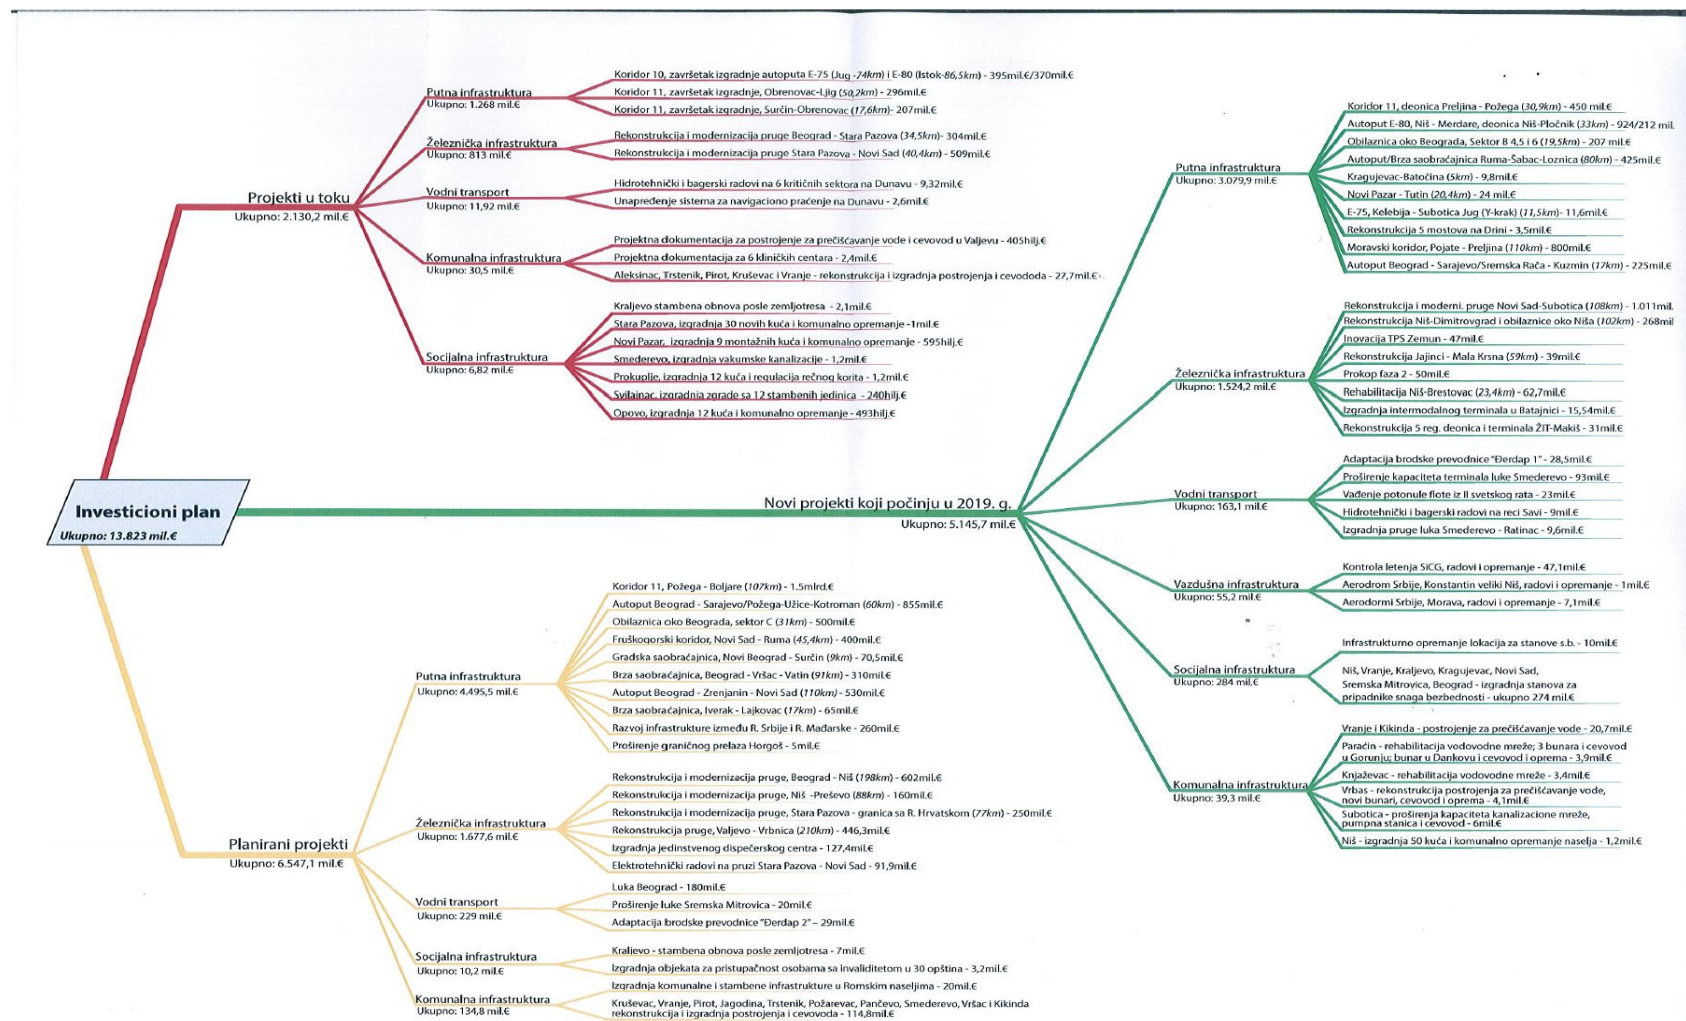 Investicioni plan
Ukupno: 13.823 mil.€
Projekti u toku
Ukupno: 2.130,2 mil.€
Putna infrastruktura
Ukupno: 1.268 mil.€
Koridor 10, završetak izgradnje autoputa E-75 (Jug -74km) i E-80 (Istok-86,5km) - 395mil.€/370mil.€
Koridor 11, završetak izgradnje, Obrenovac-Ljig (50,2km) - 296mil.€
Koridor 11, završetak izgradnje, Surčin-Obrenovac (17,6km)- 207mil.€
Železnička infrastruktura
Ukupno: 813 mil.€
Rekonstrukcija i modernizacija pruge Beograd - Stara Pazova (34,5km)- 304mil.€
Rekonstrukcija i modernizacija pruge Stara Pazova - Novi Sad (40,4km) - 509mil.€
Vodni transport
Ukupno: 11,92 mil.€
Hidrotehnički i bagerski radovi na 6 kritičnih sektora na Dunavu - 9,32mil.€
Unapređenje sistema za navigaciono praćenje na Dunavu - 2,6mil.€
Komunalna infrastruktura
Ukupno: 30,5 mil.€
Projektna dokumentacija za postrojenje za prečišćavanje vode i cevovod u Valjevu - 405hilj.€
Projektna dokumentacija za 6 kliničkih centara - 2,4mil.€
Aleksinac, Trstenik, Pirot, Kruševac i Vranje - rekonstrukcija i izgradnja postrojenja i cevododa - 27,7mil.€
Socijalna infrastruktura
Ukupno: 6,82 mil.€
Kraljevo stambena obnova posle zemljotresa - 2,1mil.€
Stara Pazova, izgradnja 30 novih kuća i komunalno opremanje -1mil.€
Novi Pazar, izgradnja 9 montažnih kuća i komunalno opremanje - 595hilj.€
Smederevo, izgradnja vakumske kanalizacije - 1,2mil.€
Prokuplje, izgradnja 12 kuća i regulacija rečnog korita - 1,2mil.€
Svilajnac, izgradnja zgrade sa 12 stambenih jedinica - 240hilj.€
Opovo, izgradnja 12 kuća i komunalno opremanje - 493hilj.€
Novi projekti koji počinju u 2019. g.
Ukupno: 5.145,7 mil.€
Putna infrastruktura
Ukupno: 3.079,9 mil.€
Koridor 11, deonica Preljina - Požega (30,9km) - 450 mil.€
Autoput E-80, Niš - Merdare, deonica Niš-Pločnik (33km) - 924/212 mil.
Obilaznica oko Beograda, Sektor B 4,5 i 6 (19,5km) - 207 mil.€
Autoput/Brza saobraćajnica Ruma-Šabac-Loznica (80km) - 425mil.€
Kragujevac-Batočina (5km) - 9,8mil.€
Novi Pazar - Tutin (20,4km) - 24 mil.€
E-75, Kelebija - Subotica Jug (Y-krak) (11,5km)- 11,6mil.€
Rekonstrukcija 5 mostova na Drini - 3,5mil.€
Moravski koridor, Pojate - Preljina (110km) - 800mil.€
Autoput Beograd - Sarajevo/Sremska Rača - Kuzmin (17km) - 225mil.€
Železnička infrastruktura
Ukupno: 1.524,2 mil.€
Rekonstrukcija i moderni. pruge Novi Sad-Subotica (108km) - 1.011mil.
Rekonstrukcija Niš-Dimitrovgrad i obilaznice oko Niša (102km) - 268mil
Inovacija TPS Zemun - 47mil.€
Rekonstrukcija Jajinci - Mala Krsna (59km) - 39mil.€
Prokop faza 2 - 50mil.€
Rehabilitacija Niš-Brestovac (23,4km) - 62,7mil.€
Izgradnja intermodalnog terminala u Batajnici - 15,54mil.€
Rekonstrukcija 5 reg. deonica i terminala ŽIT-Makiš - 31mil.€
Vodni transport
Ukupno: 163,1 mil.€
Adaptacija brodske prevodnice "Đerdap 1" - 28,5mil.€
Proširenje kapaciteta terminala luke Smederevo - 93mil.€
Vađenje potonule flote iz II svetskog rata - 23mil.€
Hidrotehnički i bagerski radovi na reci Savi - 9mil.€
Izgradnja pruge luka Smederevo - Ratinac - 9,6mil.€
Vazdušna infrastruktura
Ukupno: 55,2 mil.€
Kontrola letenja SiCG, radovi i opremanje - 47,1mil.€
Aerodrom Srbije, Konstantin veliki Niš, radovi i opremanje - 1mil.€
Aerodormi Srbije, Morava, radovi i opremanje - 7,1mil.€
Socijalna infrastruktura
Ukupno: 284 mil.€
Infrastrukturno opremanje lokacija za stanove s.b. - 10mil.€
Niš, Vranje, Kraljevo, Kragujevac, Novi Sad,
Sremska Mitrovica, Beograd - izgradnja stanova za
pripadnike snaga bezbednosti - ukupno 274 mil.€
Komunalna infrastruktura
Ukupno: 39,3 mil.€
Vranje i Kikinda - postrojenje za prečišćavanje vode - 20,7mil.€
Paraćin - rehabilitacija vodovodne mreže; 3 bunara i cevovod
u Gorunju; bunar u Dankovu i cevovod i oprema - 3,9mil.€
Knjaževac - rehabilitacija vodovodne mreže - 3,4mil.€
Vrbas - rekonstrukcija postrojenja za prečišćavanje vode,
novi bunari, cevovod i oprema - 4,1mil.€
Subotica - proširenja kapaciteta kanalizacione mreže,
pumpna stanica i cevovod - 6mil.€
Niš - izgradnja 50 kuća i komunalno opremanje naselja - 1,2mil.€
Planirani projekti
Ukupno: 6.547,1 mil.€
Putna infrastruktura
Ukupno: 4.495,5 mil.€
Koridor 11, Požega - Boljare (107km) - 1.5mlrd.€
Autoput Beograd - Sarajevo/Požega-Užice-Kotroman (60km) - 855mil.€
Obilaznica oko Beograda, sektor C (31km) - 500mil.€
Fruškogorski koridor, Novi Sad - Ruma (45,4km) - 400mil.€
Gradska saobraćajnica, Novi Beograd - Surčin (9km) - 70,5mil.€
Brza saobraćajnica, Beograd - Vršac - Vatin (91km) - 310mil.€
Autoput Beograd - Zrenjanin - Novi Sad (110km) - 530mil.€
Brza saobraćajnica, Iverak - Lajkovac (17km) - 65mil.€
Razvoj infrastrukture između R. Srbije i R. Mađarske - 260mil.€
Proširenje graničnog prelaza Horgoš - 5mil.€
Železnička infrastruktura
Ukupno: 1.677,6 mil.€
Rekonstrukcija i modernizacija pruge, Beograd - Niš (198km) - 602mil.€
Rekonstrukcija i modernizacija pruge, Niš -Preševo (88km) - 160mil.€
Rekonstrukcija i modernizacija pruge, Stara Pazova - granica sa R. Hrvatskom (77km) - 250mil.€
Rekonstrukcija pruge, Valjevo - Vrbnica (210km) - 446,3mil.€
Izgradnja jedinstvenog dispečerskog centra - 127,4mil.€
Elektrotehnički radovi na pruzi Stara Pazova - Novi Sad - 91,9mil.€
Vodni transport
Ukupno: 229 mil.€
Luka Beograd - 180mil.€
Proširenje luke Sremska Mitrovica - 20mil.€
Adaptacija brodske prevodnice "Đerdap 2" – 29mil.€
Socijalna infrastruktura
Ukupno: 10,2 mil.€
Kraljevo - stambena obnova posle zemljotresa - 7mil.€
Izgradnja objekata za pristupačnost osobama sa invaliditetom u 30 opština - 3,2mil.€
Komunalna infrastruktura
Ukupno: 134,8 mil.€
Izgradnja komunalne i stambene infrastrukture u Romskim naseljima - 20mil.€
Kruševac, Vranje, Pirot, Jagodina, Trstenik, Požarevac, Pančevo, Smederevo, Vršac i Kikinda
rekonstrukcija i izgradnja postrojenja i cevovoda - 114,8mil.€